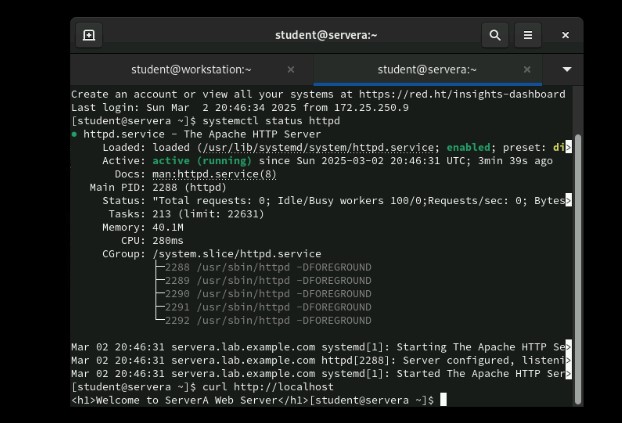 student@servera:~
student@workstation:~
student@servera:~
Create an account or view all your systems at https://red.ht/insights-dashboard
Last login: Sun Mar  2 20:46:34 2025 from 172.25.250.9
[student@servera ~]$ systemctl status httpd
● httpd.service - The Apache HTTP Server
     Loaded: loaded (/usr/lib/systemd/system/httpd.service; enabled; preset: di>
     Active: active (running) since Sun 2025-03-02 20:46:31 UTC; 3min 39s ago
       Docs: man:httpd.service(8)
   Main PID: 2288 (httpd)
     Status: "Total requests: 0; Idle/Busy workers 100/0;Requests/sec: 0; Bytes>
      Tasks: 213 (limit: 22631)
     Memory: 40.1M
        CPU: 280ms
     CGroup: /system.slice/httpd.service
             ├─2288 /usr/sbin/httpd -DFOREGROUND
             ├─2289 /usr/sbin/httpd -DFOREGROUND
             ├─2290 /usr/sbin/httpd -DFOREGROUND
             ├─2291 /usr/sbin/httpd -DFOREGROUND
             └─2292 /usr/sbin/httpd -DFOREGROUND
Mar 02 20:46:31 servera.lab.example.com systemd[1]: Starting The Apache HTTP Se>
Mar 02 20:46:31 servera.lab.example.com httpd[2288]: Server configured, listeni>
Mar 02 20:46:31 servera.lab.example.com systemd[1]: Started The Apache HTTP Ser>
[student@servera ~]$ curl http://localhost
<h1>Welcome to ServerA Web Server</h1>[student@servera ~]$